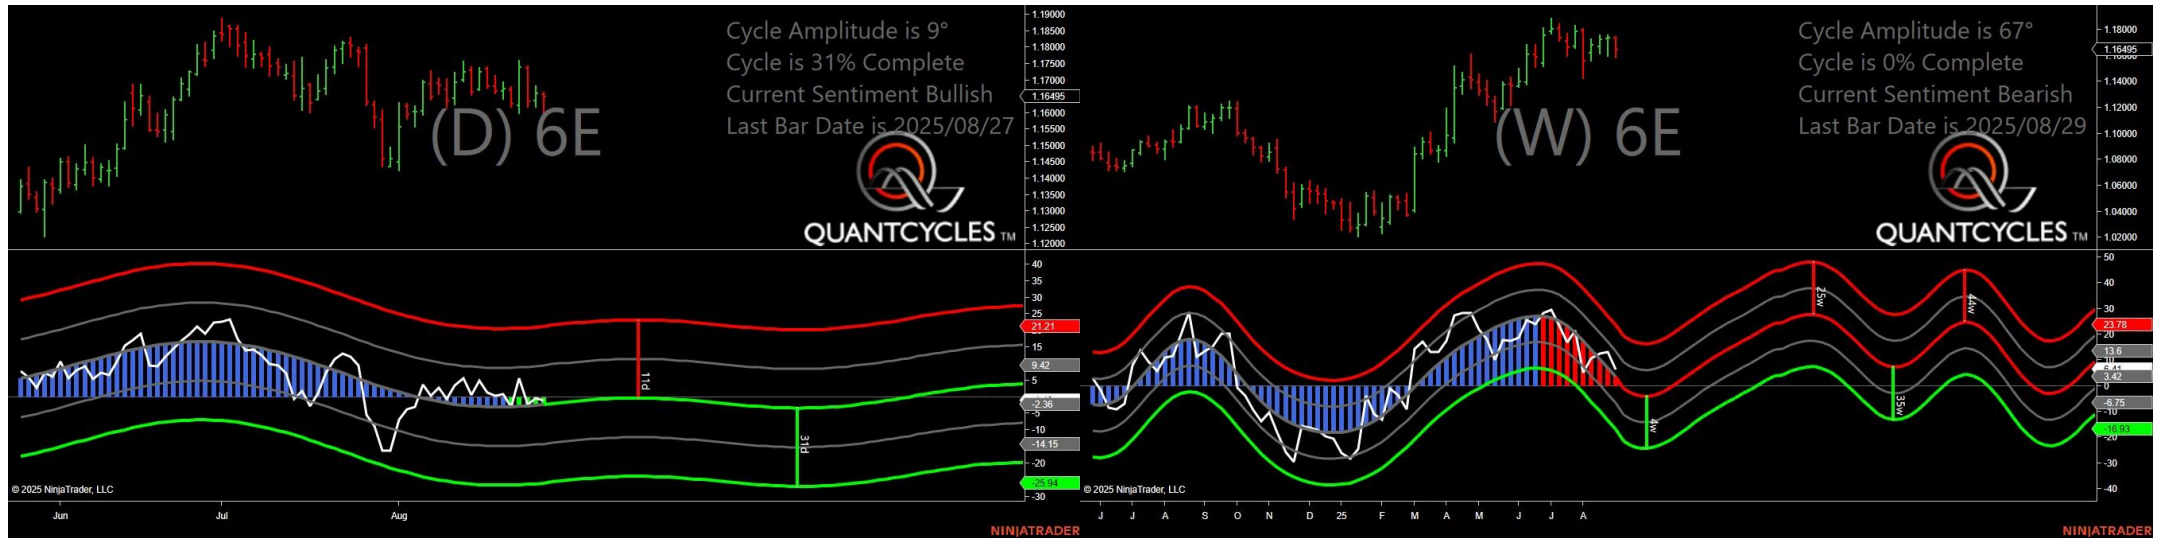 1.19000
1.18500
1.18000
1.17500
1.17000
1.16495
1.16000
1.15500
1.15000
1.14500
1.14000
1.13500
1.13000
1.12500
1.12000
Cycle Amplitude is 9°
Cycle is 31% Complete
Current Sentiment Bullish
Last Bar Date is 2025/08/27
(D) 6E
QUANTCYCLES TM
40
35
30
25
21.21
15
9.42
5
-2.36
-5
-10
-14.15
-20
-25.94
-30
11d
31d
© 2025 NinjaTrader, LLC
Jun Jul Aug
NINJATRADER
1.18000
1.16495
1.14000
1.12000
1.10000
1.08000
1.06000
1.04000
1.02000
Cycle Amplitude is 67°
Cycle is 0% Complete
Current Sentiment Bearish
Last Bar Date is 2025/08/29
(W) 6E
QUANTCYCLES TM
50
40
30
23.78
20
13.6
10
3.42
0
-6.75
-10
-16.93
-20
-30
-40
4w
25w
35w
44w
© 2025 NinjaTrader, LLC
J J A S O N D 25 F M A M J J A
NINJATRADER